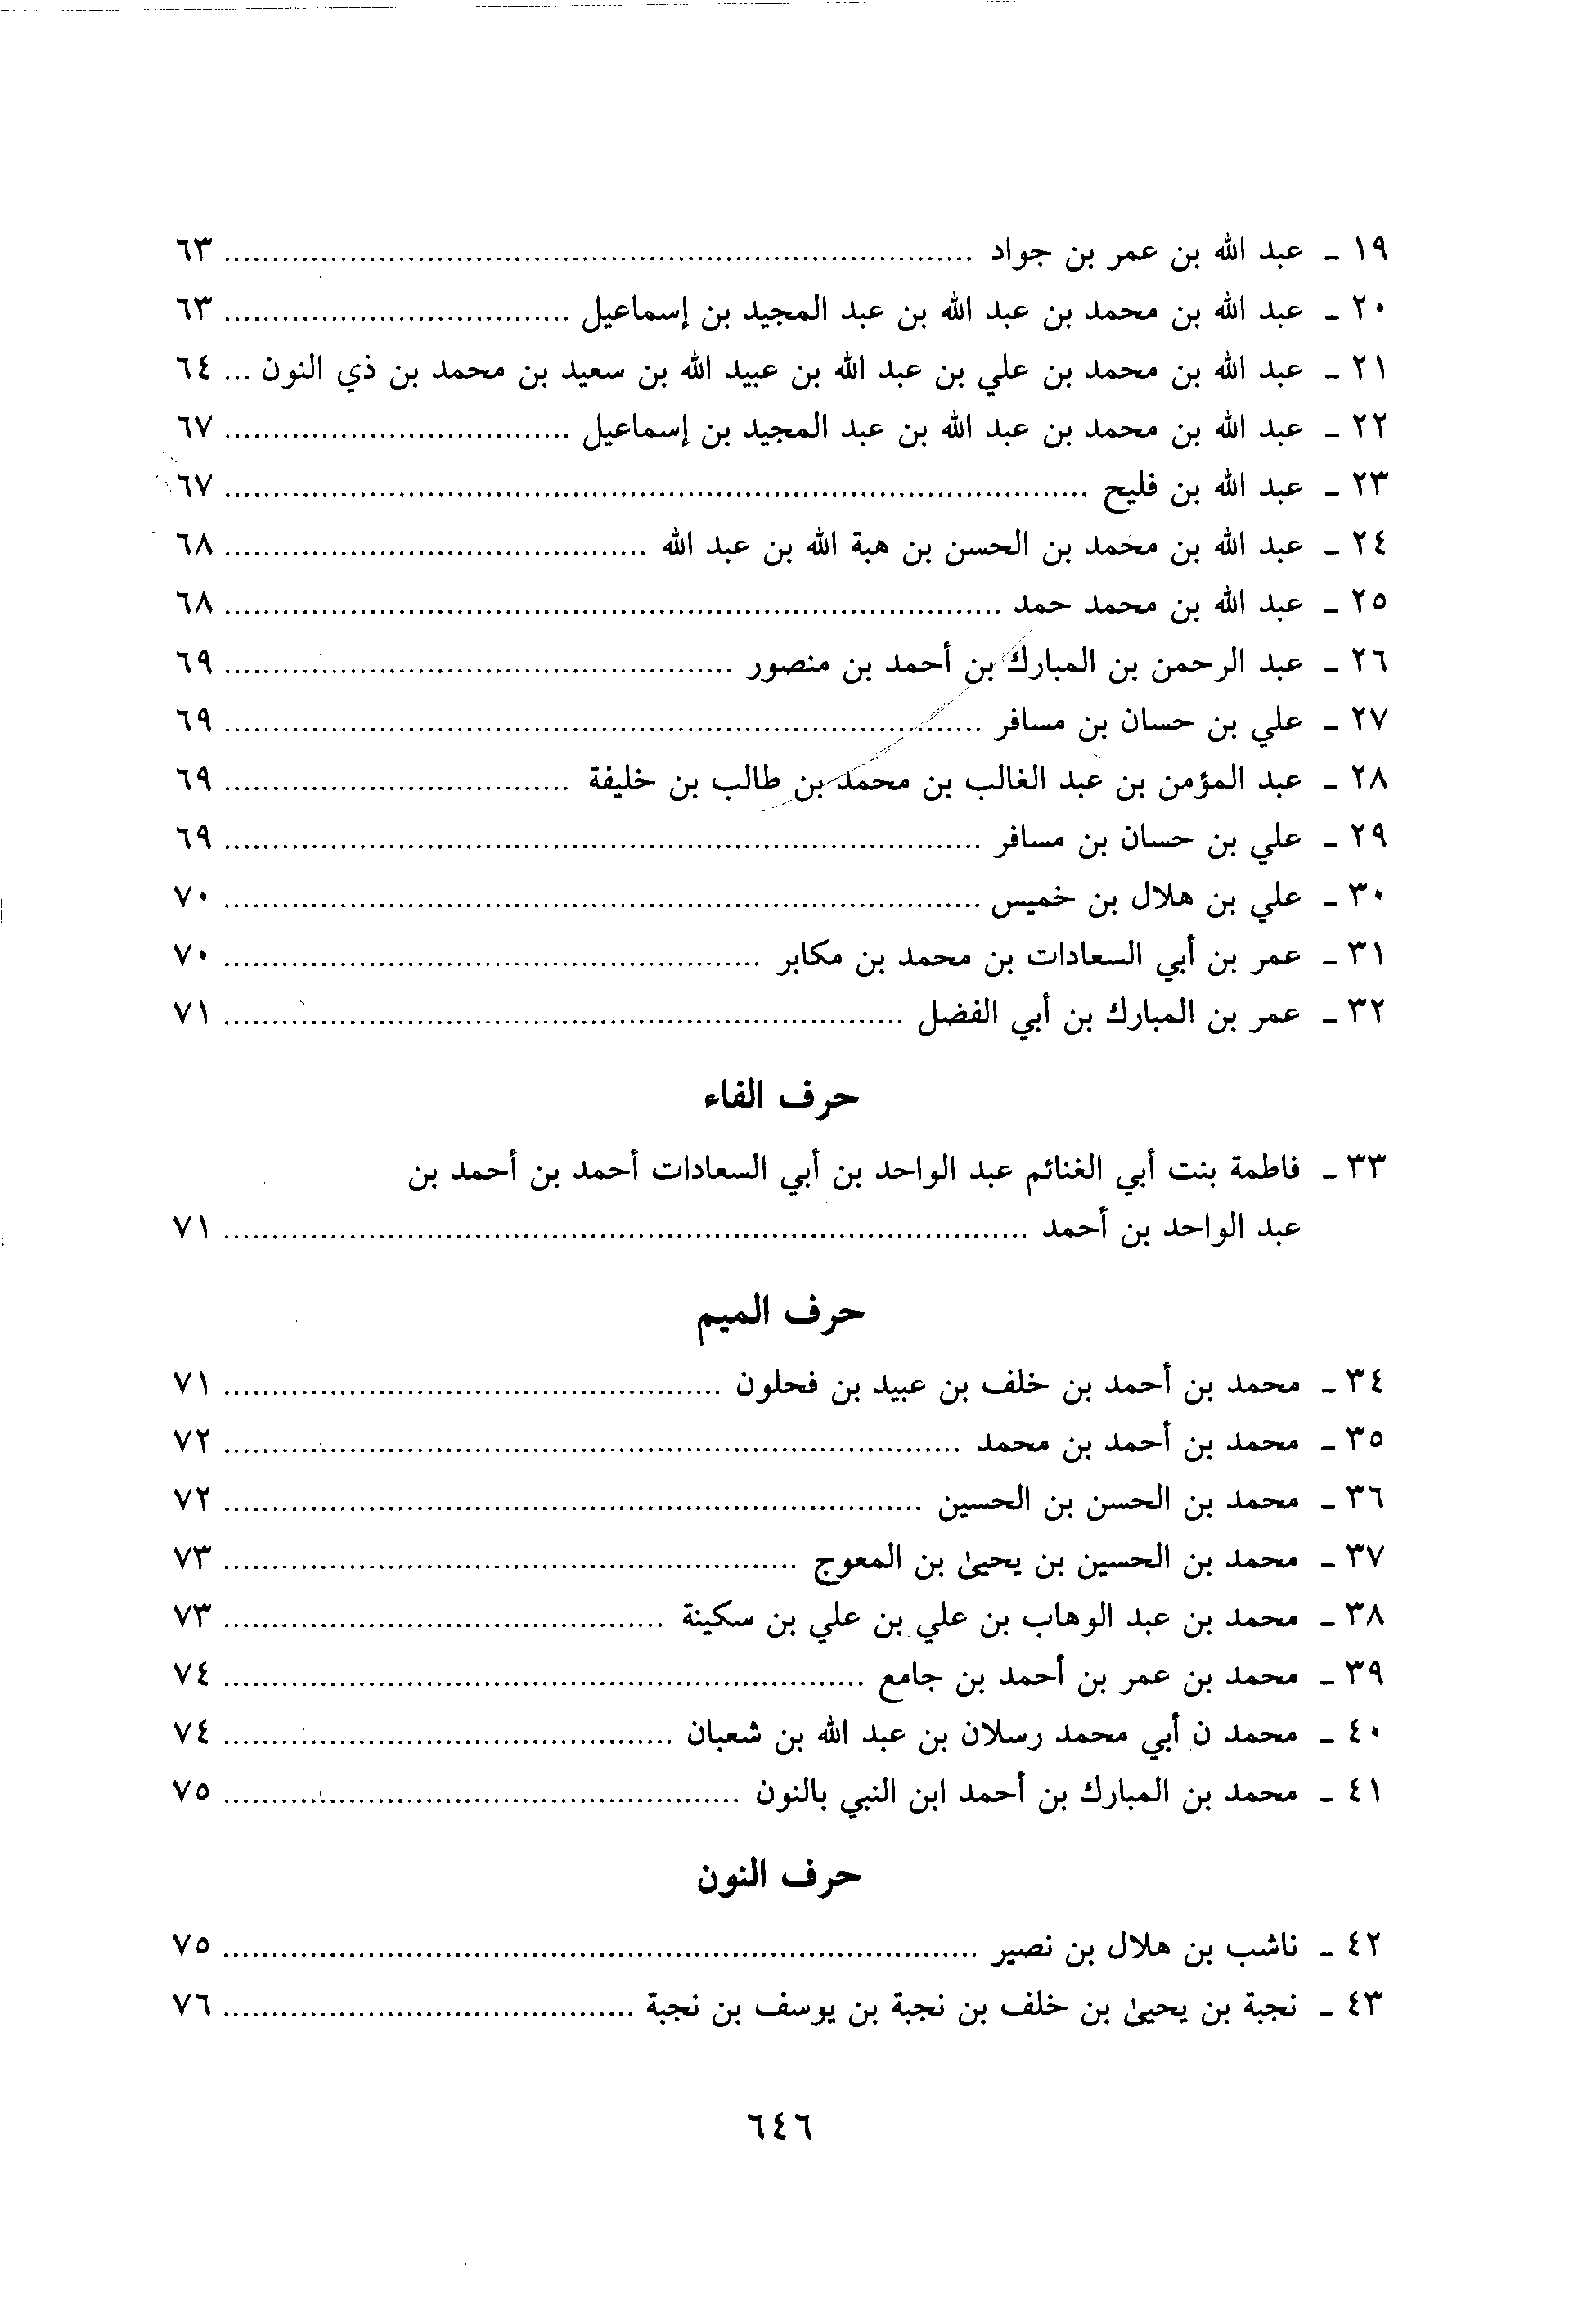 ١٩ ـ عبد الله بن عمر بن جواد ................ ٦٣
٢٠ ـ عبد الله بن محمد بن عبد الله بن عبد المجيد بن إسماعيل ................ ٦٣
٢١ ـ عبد الله بن محمد بن علي بن عبد الله بن عبيد الله بن سعيد بن محمد بن ذي النون ... ٦٤
٢٢ ـ عبد الله بن محمد بن عبد الله بن عبد المجيد بن إسماعيل ................ ٦٧
٢٣ ـ عبد الله بن فليح ................ ٦٧
٢٤ ـ عبد الله بن محمد بن الحسن بن هبة الله بن عبد الله ................ ٦٨
٢٥ ـ عبد الله بن محمد حمد ................ ٦٨
٢٦ ـ عبد الرحمن بن المبارك بن أحمد بن منصور ................ ٦٩
٢٧ ـ علي بن حسان بن مسافر ................ ٦٩
٢٨ ـ عبد المؤمن بن عبد الغالب بن محمد بن طالب بن خليفة ................ ٦٩
٢٩ ـ علي بن حسان بن مسافر ................ ٦٩
٣٠ ـ علي بن هلال بن خميس ................ ٧٠
٣١ ـ عمر بن أبي السعادات بن محمد بن مكابر ................ ٧٠
٣٢ ـ عمر بن المبارك بن أبي الفضل ................ ٧١
حرف الفاء
٣٣ ـ فاطمة بنت أبي الغنائم عبد الواحد بن أبي السعادات أحمد بن أحمد بن
عبد الواحد بن أحمد ................ ٧١
حرف الميم
٣٤ ـ محمد بن أحمد بن خلف بن عبيد بن فحلون ................ ٧١
٣٥ ـ محمد بن أحمد بن محمد ................ ٧٢
٣٦ ـ محمد بن الحسن بن الحسين ................ ٧٢
٣٧ ـ محمد بن الحسين بن يحيىٰ بن المعوج ................ ٧٣
٣٨ ـ محمد بن عبد الوهاب بن علي بن علي بن سكينة ................ ٧٣
٣٩ ـ محمد بن عمر بن أحمد بن جامع ................ ٧٤
٤٠ ـ محمد ن أبي محمد رسلان بن عبد الله بن شعبان ................ ٧٤
٤١ ـ محمد بن المبارك بن أحمد ابن النبي بالنون ................ ٧٥
حرف النون
٤٢ ـ ناشب بن هلال بن نصير ................ ٧٥
٤٣ ـ نجبة بن يحيىٰ بن خلف بن نجبة بن يوسف بن نجبة ................ ٧٦
٦٤٦